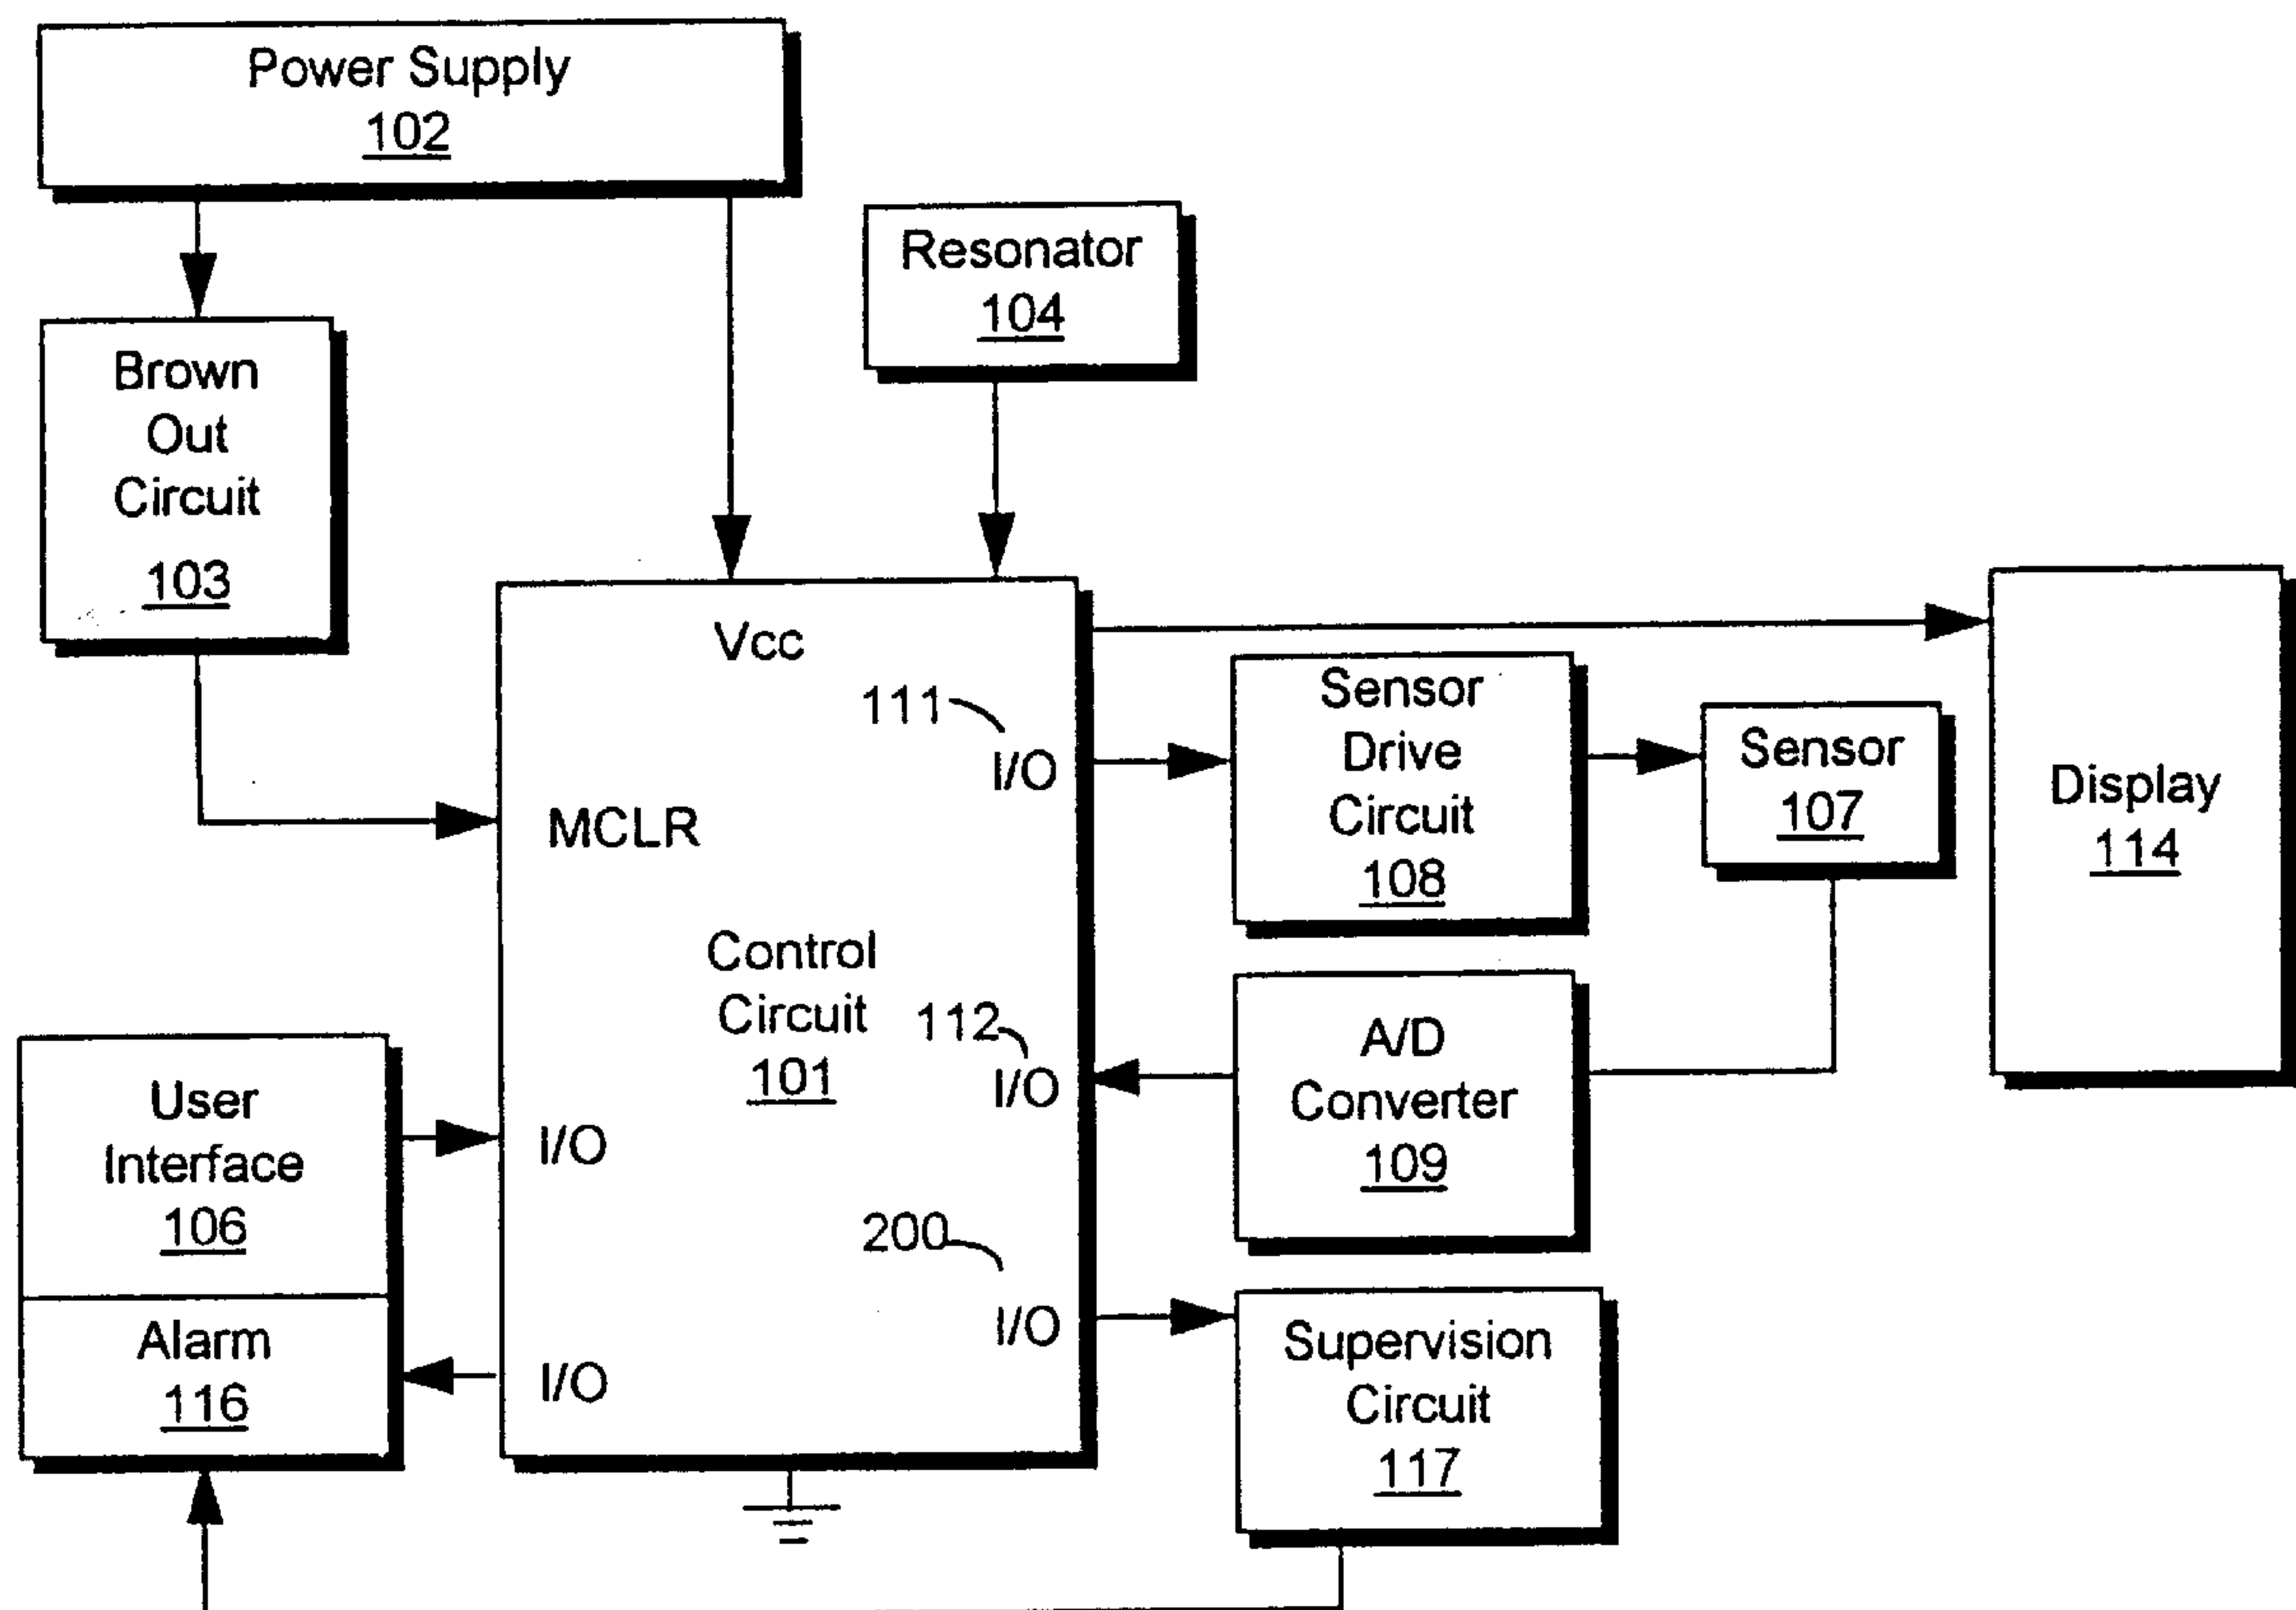 Power Supply
102
Resonator
104
Brown
Out
Circuit
103
Vcc
111
I/O
MCLR
Control
Circuit
101
112
I/O
I/O
200
I/O
I/O
Sensor
Drive
Circuit
108
Sensor
107
Display
114
A/D
Converter
109
User
Interface
106
Alarm
116
Supervision
Circuit
117